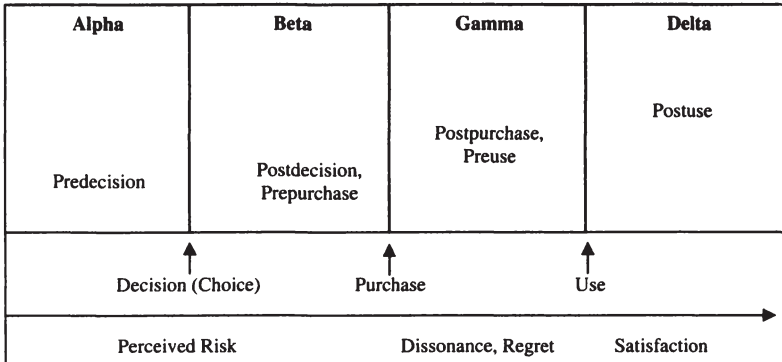 Alpha Beta Gamma Delta
Postuse
Postpurchase,
Preuse
Predecision
Postdecision,
Prepurchase
Decision (Choice) Purchase Use
Perceived Risk Dissonance, Regret Satisfaction